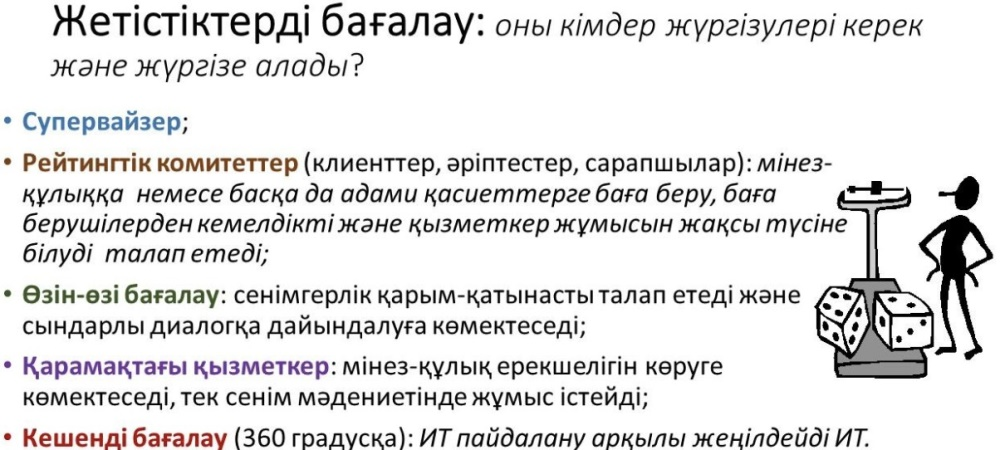 Жетістіктерді бағалау: оны кімдер жүргізулері керек
және жүргізе алады?
• Супервайзер;
• Рейтингтік комитеттер (клиенттер, әріптестер, сарапшылар): мінез-
құлыққа немесе басқа да адами қасиеттерге баға беру, баға
берушілерден кемелдікті және қызметкер жұмысын жақсы түсіне
білуді талап етеді;
• Өзін-өзі бағалау: сенімгерлік қарым-қатынасты талап етеді және
сындарлы диалогқа дайындалуға көмектеседі;
• Қарамақтағы қызметкер: мінез-құлық ерекшелігін көруге
көмектеседі, тек сенім мәдениетінде жұмыс істейді;
• Кешенді бағалау (360 градусқа): ИТ пайдалану арқылы жеңілдейді ИТ.